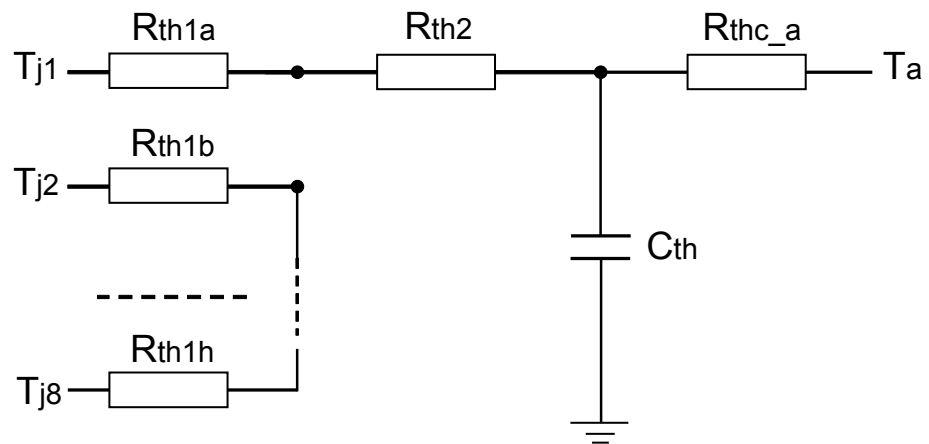 Rth1a
Rth2
Rthc_a
Tj1
Ta
Rth1b
Tj2
Cth
Rth1h
Tj8